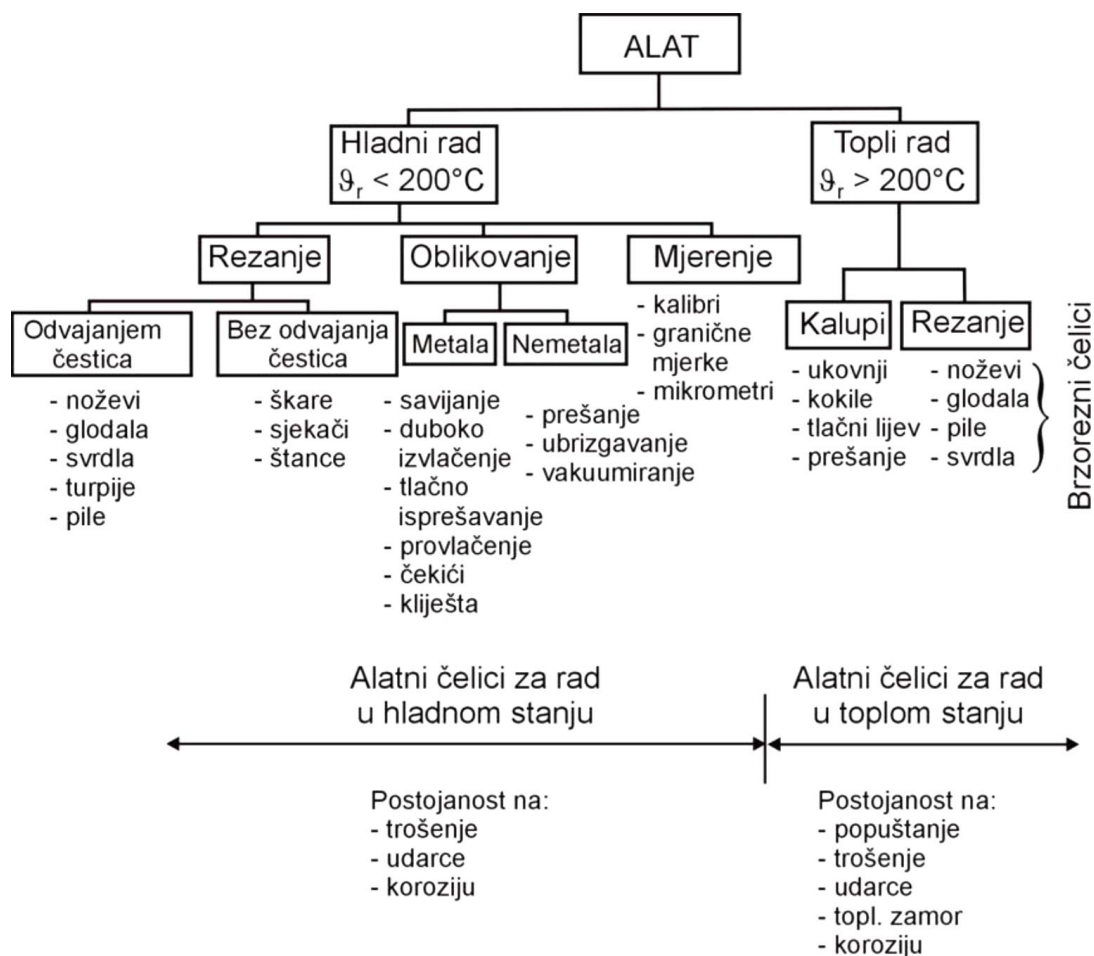 ALAT
Hladni rad
ϑr < 200°C
Topli rad
ϑr > 200°C
Rezanje
Oblikovanje
Mjerenje
Odvajanjem
čestica
- noževi
- glodala
- svrdla
- turpije
- pile
Bez odvajanja
čestica
- škare
- sjekači
- štance
Metala
- savijanje
- duboko
izvlačenje
- tlačno
isprešavanje
- provlačenje
- čekići
- kliješta
Nemetala
- prešanje
- ubrizgavanje
- vakuumiranje
- kalibri
- granične
mjerke
- mikrometri
Kalupi
- ukovnji
- kokile
- tlačni lijev
- prešanje
Rezanje
- noževi
- glodala
- pile
- svrdla
Brzorezni čelici
Alatni čelici za rad
u hladnom stanju
Alatni čelici za rad
u toplom stanju
Postojanost na:
- trošenje
- udarce
- koroziju
Postojanost na:
- popuštanje
- trošenje
- udarce
- topl. zamor
- koroziju